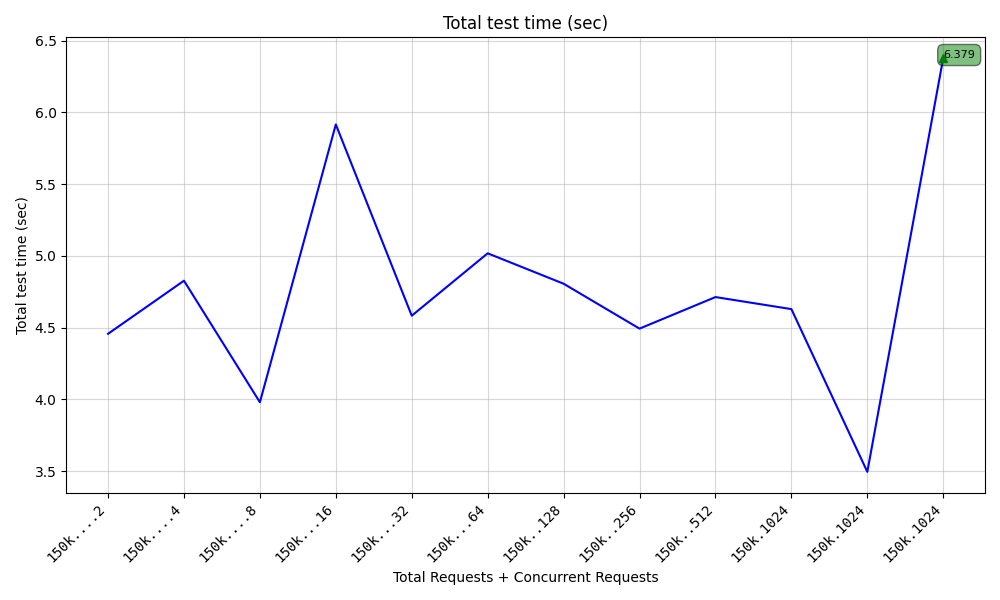 Total test time (sec)
6.5
6.0
5.5
5.0
4.5
4.0
3.5
Total test time (sec)
6.379
150k....2
150k....4
150k....8
150k...16
150k...32
150k...64
150k..128
150k..256
150k..512
150k.1024
150k.1024
150k.1024
Total Requests + Concurrent Requests